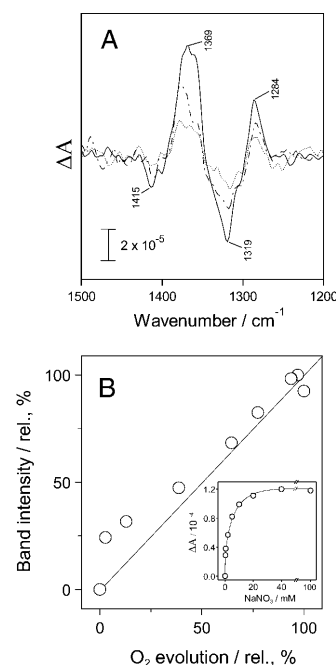 A
1369
1284
1415
1319
ΔA
2 x 10⁻⁵
1500 1400 1300 1200
Wavenumber / cm⁻¹
B
100
50
0
Band intensity / rel., %
1.2
0.8
0.4
0.0
ΔA / 10⁻⁴
0 20 40 100
NaNO₃ / mM
0 50 100
O₂ evolution / rel., %